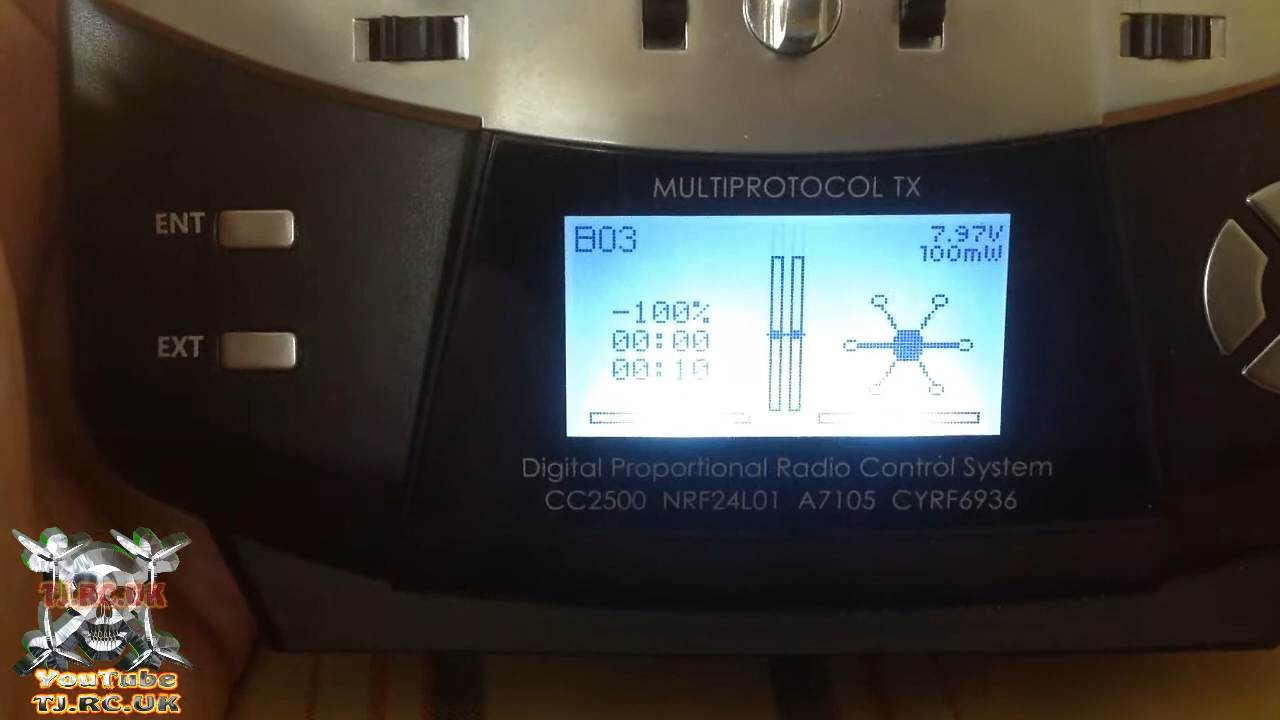 ENT
EXT
MULTIPROTOCOL TX
B03
7.97V
100mW
-100%
00:00
00:10
Digital Proportional Radio Control System
CC2500 NRF24L01 A7105 CYRF6936
TJ.RC.UK
YouTube
TJ.RC.UK